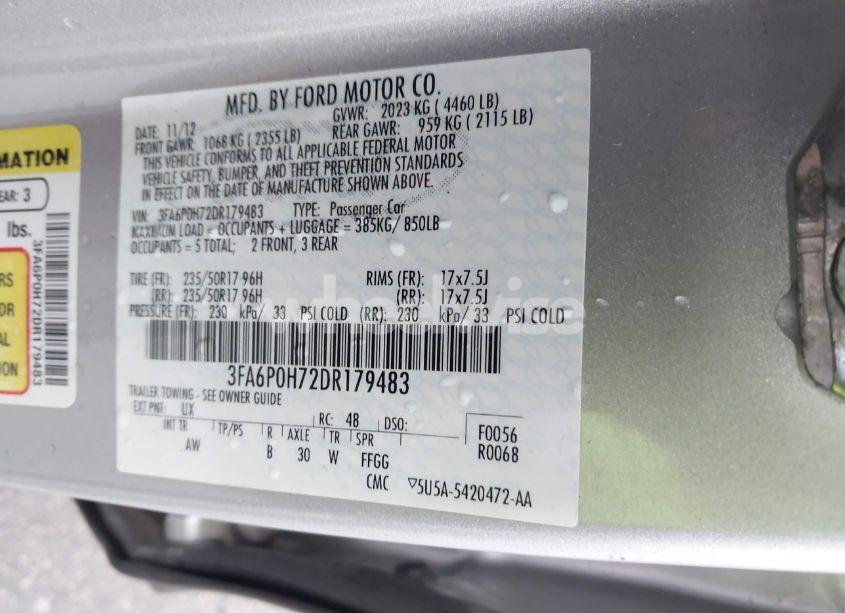 MFD. BY FORD MOTOR CO.
DATE: 11/12
GVWR: 2023 KG ( 4460 LB)
FRONT GAWR: 1068 KG ( 2355 LB)
REAR GAWR: 959 KG ( 2115 LB)
THIS VEHICLE CONFORMS TO ALL APPLICABLE FEDERAL MOTOR
VEHICLE SAFETY, BUMPER, AND THEFT PREVENTION STANDARDS
IN EFFECT ON THE DATE OF MANUFACTURE SHOWN ABOVE.
VIN: 3FA6P0H72DR179483 TYPE: Passenger Car
MAXIMUM LOAD = OCCUPANTS + LUGGAGE = 385KG/ 850LB
OCCUPANTS = 5 TOTAL; 2 FRONT, 3 REAR
TIRE (FR): 235/50R17 96H RIMS (FR): 17x7.5J
(RR): 235/50R17 96H (RR): 17x7.5J
PRESSURE (FR): 230 kPa/ 33 PSI COLD (RR): 230 kPa/ 33 PSI COLD
3FA6P0H72DR179483
TRAILER TOWING - SEE OWNER GUIDE
EXT PNT: UX RC: 48 DSO:
INT TR TP/PS R AXLE TR SPR
AW B 30 W FFGG
F0056
R0068
CMC ▽5U5A-5420472-AA
MATION
EAR: 3
lbs.
3FA6P0H72DR179483
ERS
OR
AL
ION